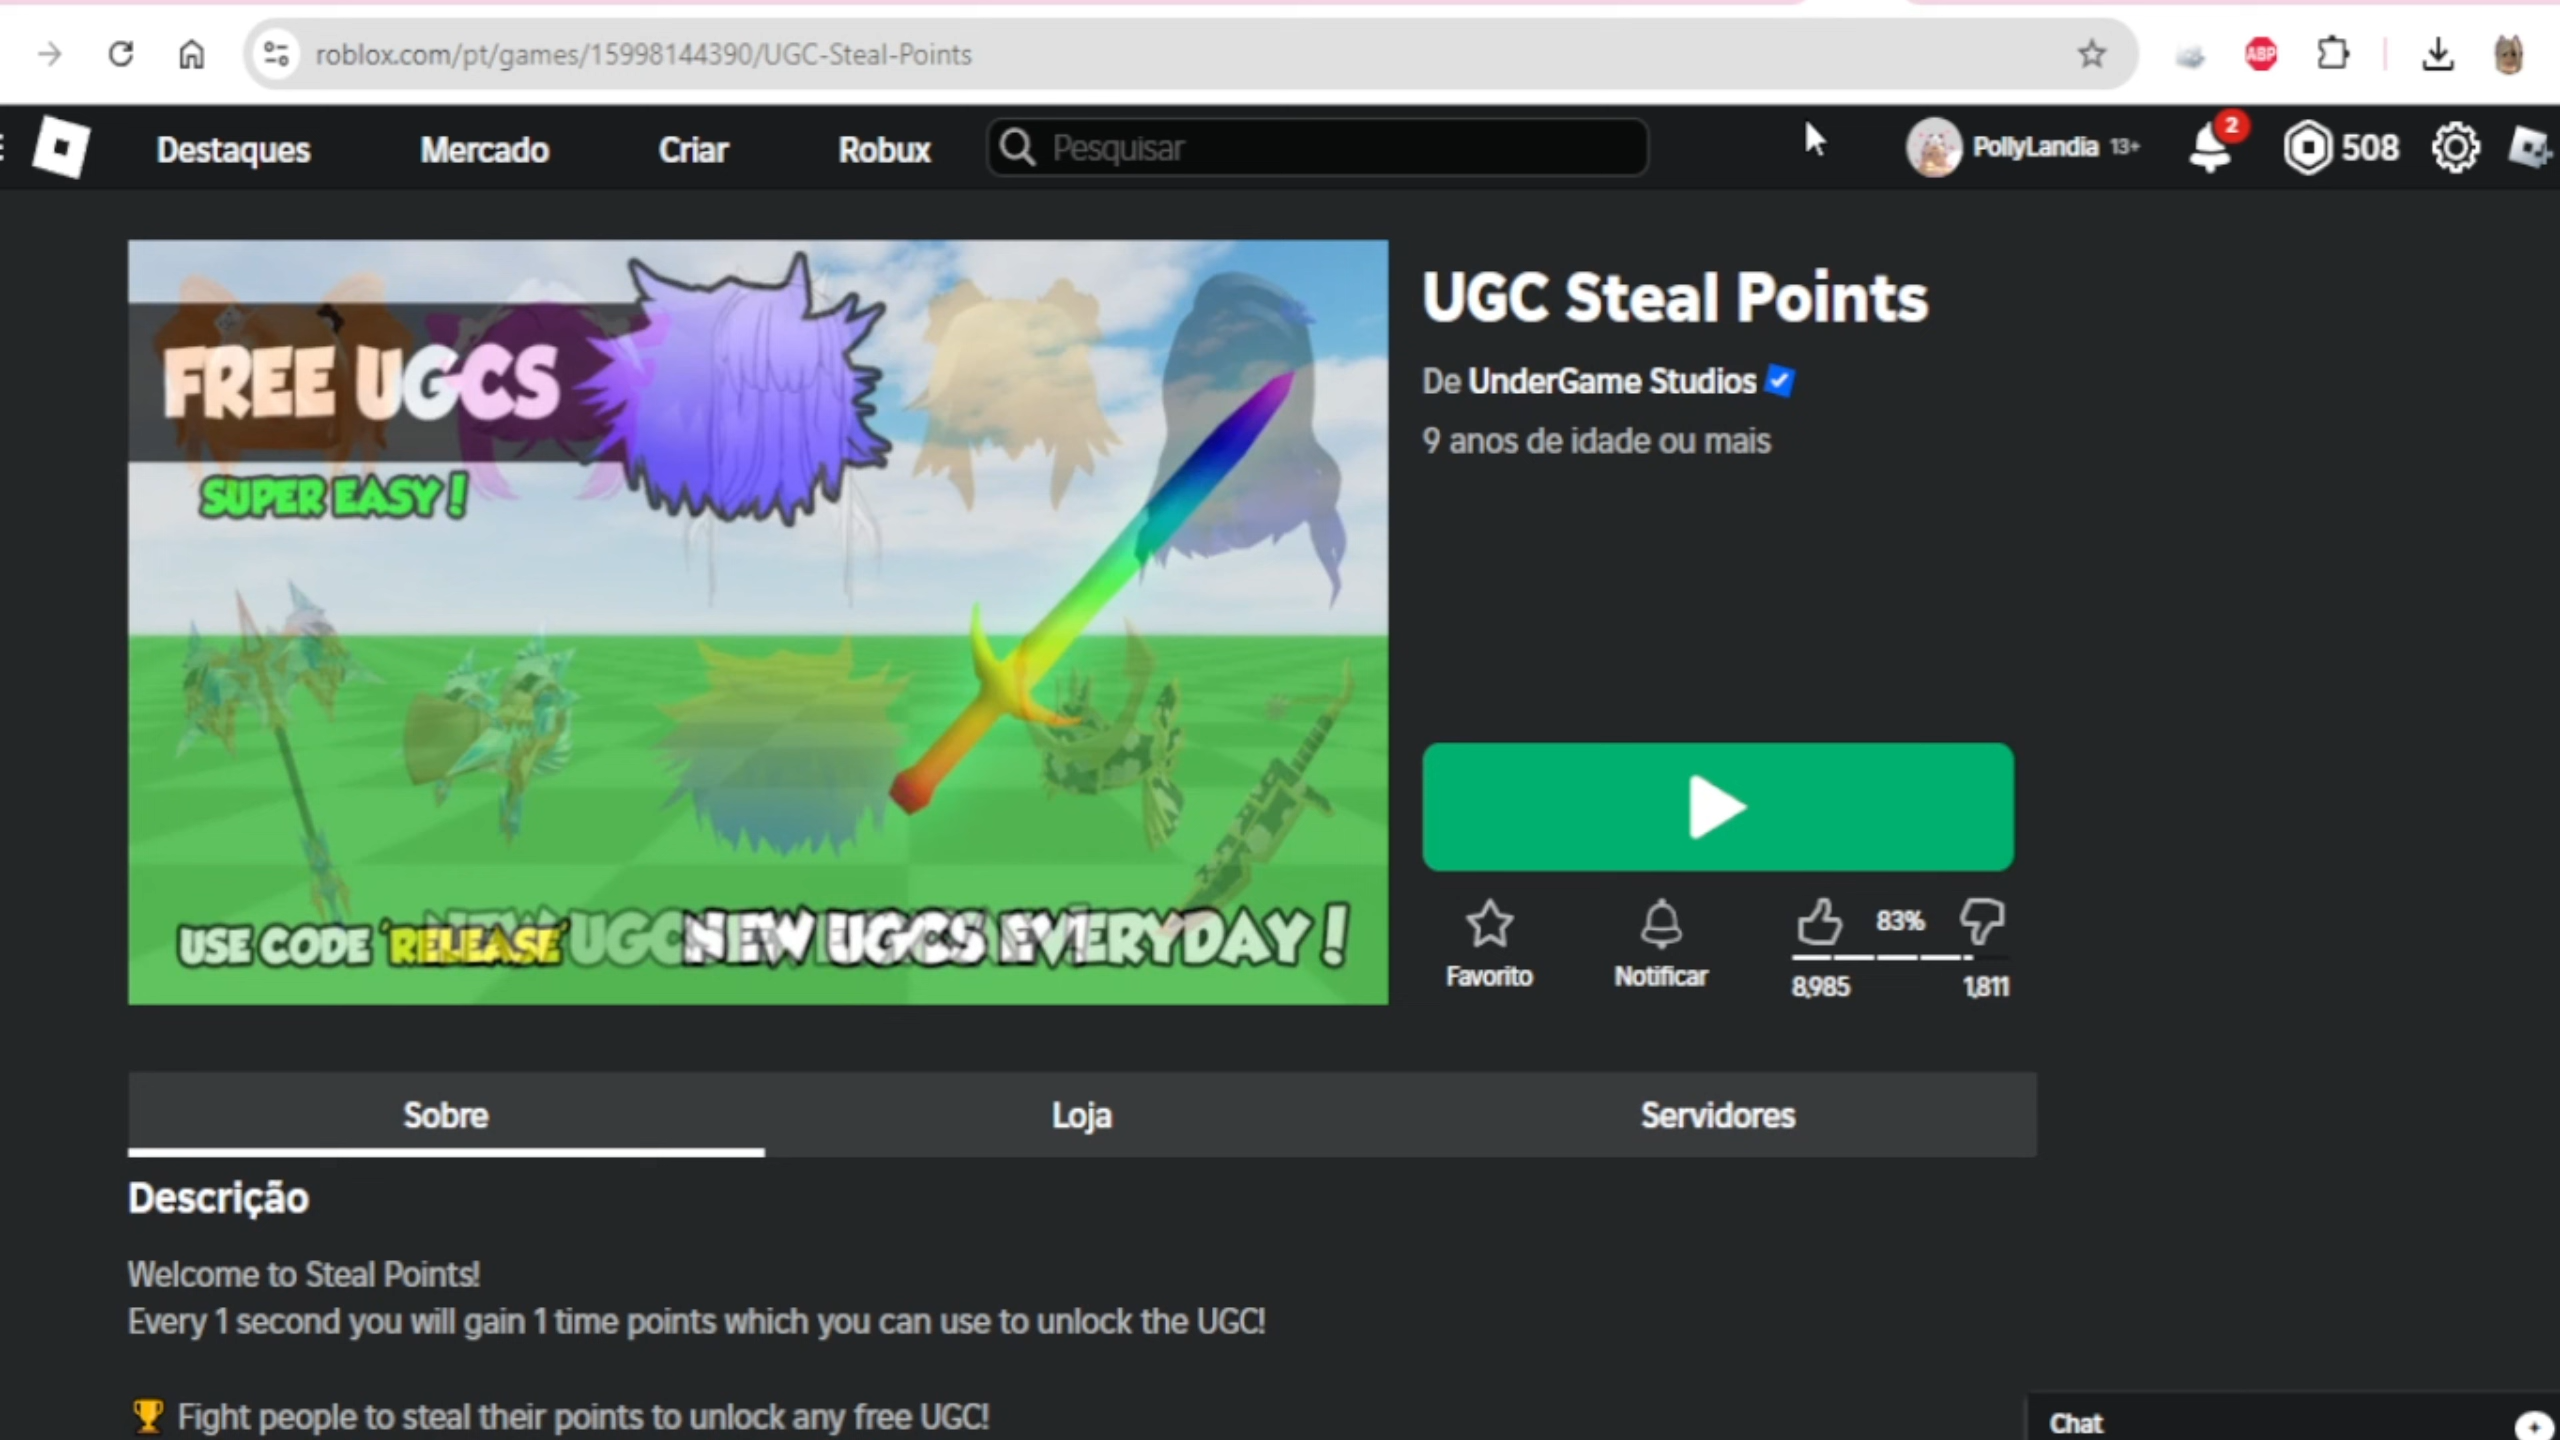 roblox.com/pt/games/15998144390/UGC-Steal-Points
ABP
Destaques
Mercado
Criar
Robux
Pesquisar
PollyLandia 13+
2
508
FREE UGCS
SUPER EASY!
USE CODE 'RELEASE'
NEW UGCS EVERYDAY!
UGC Steal Points
De UnderGame Studios
9 anos de idade ou mais
Favorito
Notificar
83%
8,985
1,811
Sobre
Loja
Servidores
Descrição
Welcome to Steal Points!
Every 1 second you will gain 1 time points which you can use to unlock the UGC!
Fight people to steal their points to unlock any free UGC!
Chat